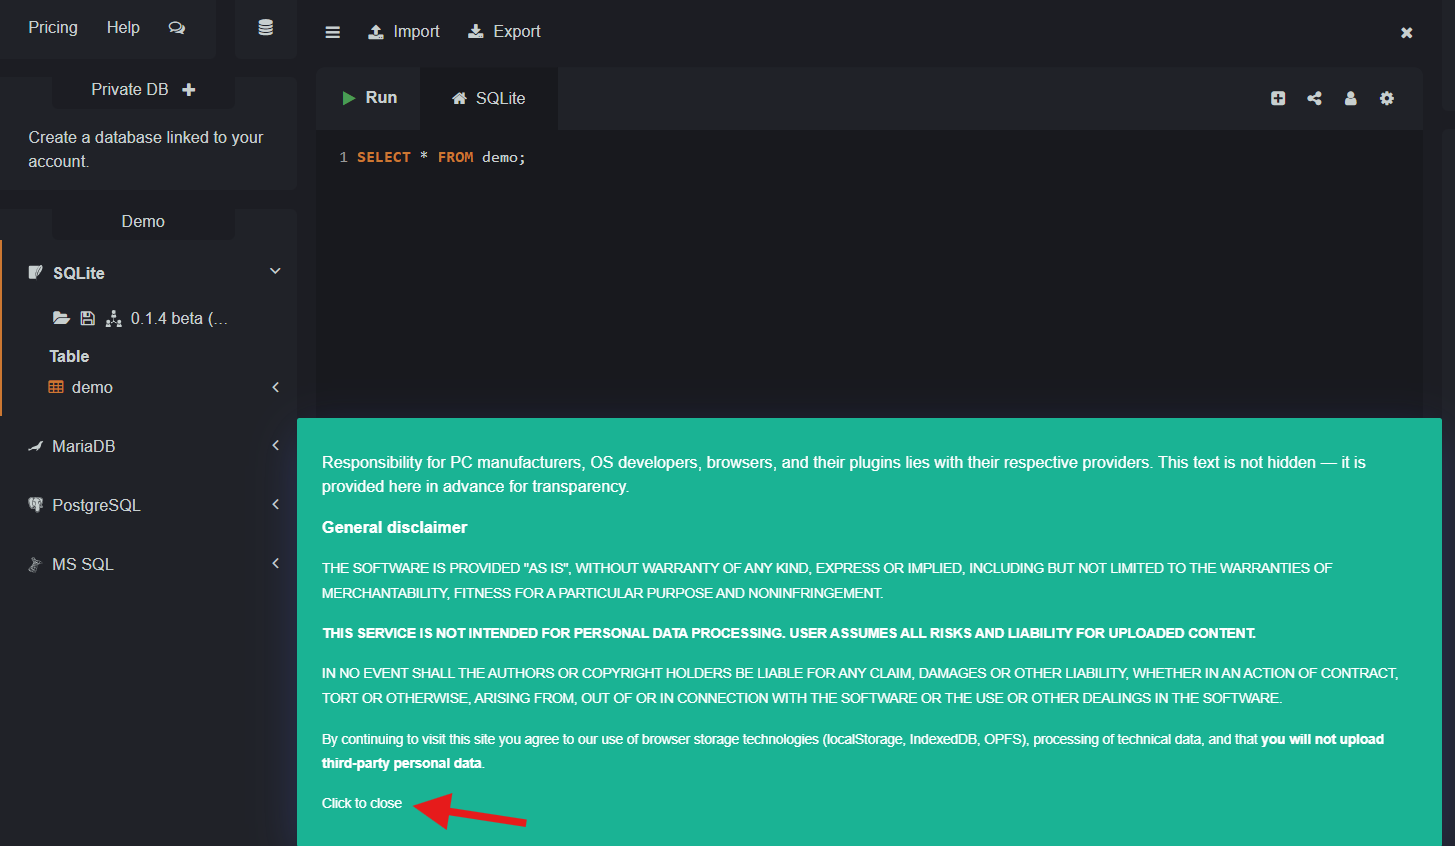 Pricing Help
Import Export
Private DB
Run SQLite
Create a database linked to your
account.
1 SELECT * FROM demo;
Demo
SQLite
0.1.4 beta (...
Table
demo
MariaDB
PostgreSQL
MS SQL
Responsibility for PC manufacturers, OS developers, browsers, and their plugins lies with their respective providers. This text is not hidden — it is
provided here in advance for transparency.
General disclaimer
THE SOFTWARE IS PROVIDED "AS IS", WITHOUT WARRANTY OF ANY KIND, EXPRESS OR IMPLIED, INCLUDING BUT NOT LIMITED TO THE WARRANTIES OF
MERCHANTABILITY, FITNESS FOR A PARTICULAR PURPOSE AND NONINFRINGEMENT.
THIS SERVICE IS NOT INTENDED FOR PERSONAL DATA PROCESSING. USER ASSUMES ALL RISKS AND LIABILITY FOR UPLOADED CONTENT.
IN NO EVENT SHALL THE AUTHORS OR COPYRIGHT HOLDERS BE LIABLE FOR ANY CLAIM, DAMAGES OR OTHER LIABILITY, WHETHER IN AN ACTION OF CONTRACT,
TORT OR OTHERWISE, ARISING FROM, OUT OF OR IN CONNECTION WITH THE SOFTWARE OR THE USE OR OTHER DEALINGS IN THE SOFTWARE.
By continuing to visit this site you agree to our use of browser storage technologies (localStorage, IndexedDB, OPFS), processing of technical data, and that you will not upload
third-party personal data.
Click to close